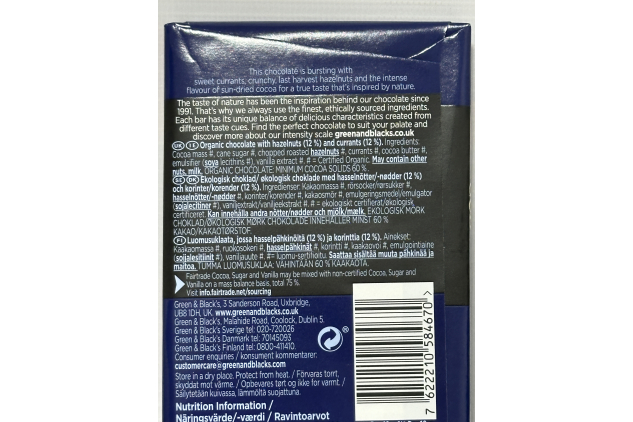 This chocolate is bursting with
sweet currants, crunchy, last harvest hazelnuts and the intense
flavour of sun-dried cocoa for a true taste that's inspired by nature.
The taste of nature has been the inspiration behind our chocolate since
1991. That's why we always use the finest, ethically sourced ingredients.
Each bar has its unique balance of delicious characteristics created from
different taste cues. Find the perfect chocolate to suit your palate and
discover more about our intensity scale greenandblacks.co.uk
UK IE Organic chocolate with hazelnuts (12 %) and currants (12 %). Ingredients:
Cocoa mass #, cane sugar #, chopped roasted hazelnuts #, currants #, cocoa butter #,
emulsifier (soya lecithins #), vanilla extract #. # = Certified Organic. May contain other
nuts, milk. ORGANIC CHOCOLATE: MINIMUM COCOA SOLIDS 60 %.
SE DK Ekologisk choklad/ økologisk choklade med hasselnötter/-nødder (12 %)
och korinter/korender (12 %). Ingredienser: Kakaomassa #, rörsocker/rørsukker #,
hasselnötter/-nødder #, korinter/korender #, kakaosmör #, emulgeringsmedel/emulgator
(sojalecitiner #), vaniljextrakt/vaniljeekstrakt #. # = ekologiskt certifierat/økologisk
certificeret. Kan innehålla andra nötter/nødder och mjölk/mælk. EKOLOGISK MÖRK
CHOKLAD/ØKOLOGISK MØRK CHOKOLADE INNEHÅLLER MINST 60 %
KAKAO/KAKAOTØRSTOF.
FI Luomusuklaata, jossa hasselpähkinöitä (12 %) ja korinttia (12 %). Ainekset:
Kaakaomassa #, ruokosokeri #, hasselpähkinät #, korintti #, kaakaovoi #, emulgointiaine
(soijalesitiinit #), vaniljauute #. #= luomu-sertifioitu. Saattaa sisältää muuta pähkinää ja
maitoa. TUMMA LUOMUSUKLAA: VÄHINTÄÄN 60 % KAAKAOTA.
Fairtrade Cocoa, Sugar and Vanilla may be mixed with non-certified Cocoa, Sugar and
Vanilla on a mass balance basis, total 75 %.
Visit info.fairtrade.net/sourcing
Green & Black's, 3 Sanderson Road, Uxbridge,
UB8 1DH, UK. www.greenandblacks.co.uk
Green & Black's, Malahide Road, Coolock, Dublin 5.
Green & Black's Sverige tel: 020-720026
Green & Black's Danmark tel: 70145093
Green & Black's Finland tel: 0800-411410.
Consumer enquiries / konsument kommentarer:
customercare@greenandblacks.co.uk
Store in a dry place. Protect from heat. / Förvaras torrt,
skyddat mot värme. / Opbevares tørt og ikke for varmt. /
Säilytetään kuivassa, lämmöltä suojattuna.
Nutrition Information /
Näringsvärde/-værdi / Ravintoarvot
7 622210 584670 >